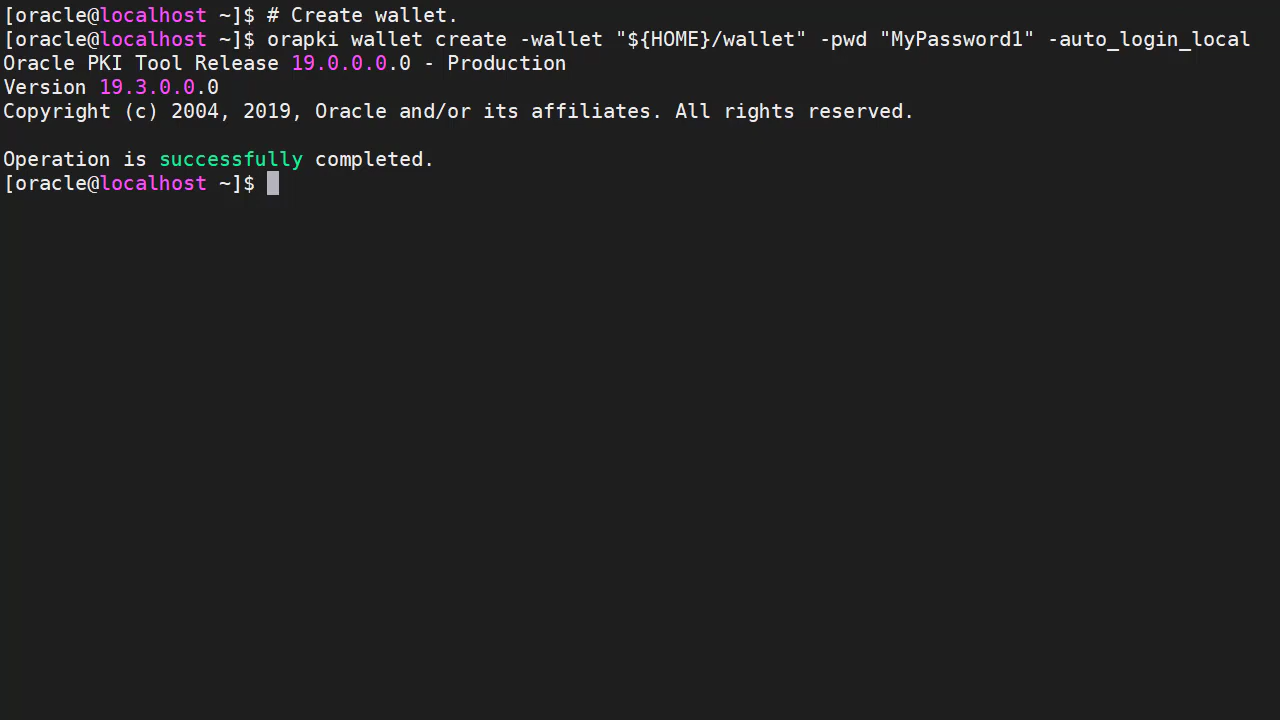 [oracle@localhost ~]$ # Create wallet.
[oracle@localhost ~]$ orapki wallet create -wallet "${HOME}/wallet" -pwd "MyPassword1" -auto_login_local
Oracle PKI Tool Release 19.0.0.0.0 - Production
Version 19.3.0.0.0
Copyright (c) 2004, 2019, Oracle and/or its affiliates. All rights reserved.
Operation is successfully completed.
[oracle@localhost ~]$